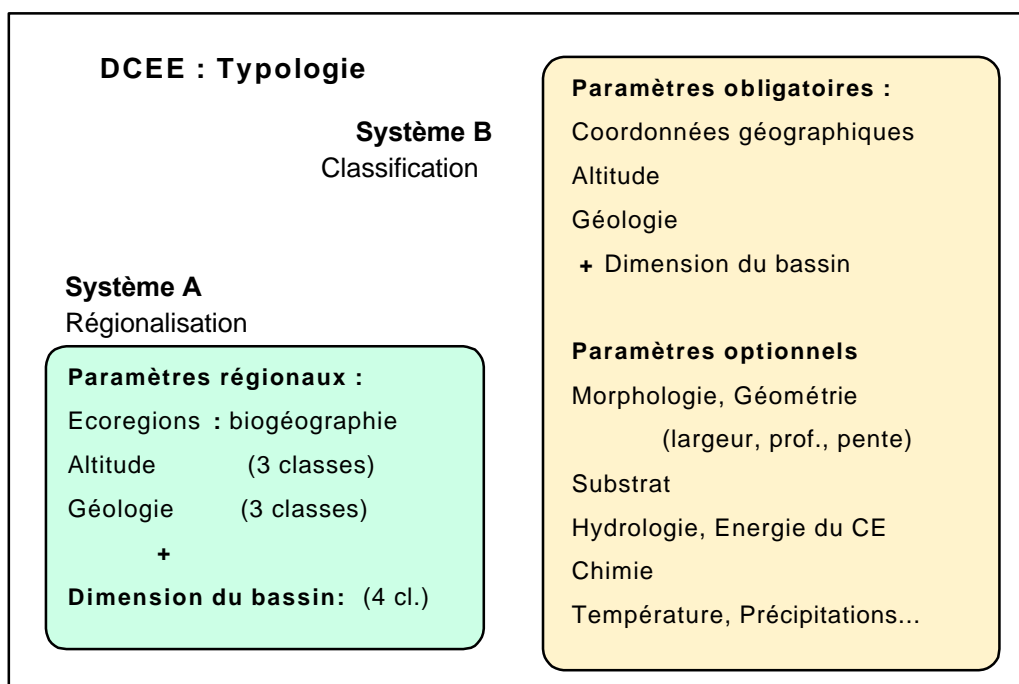 DCEE : Typologie
Système B
Classification
Système A
Régionalisation
Paramètres régionaux :
Ecoregions : biogéographie
Altitude (3 classes)
Géologie (3 classes)
+
Dimension du bassin: (4 cl.)
Paramètres obligatoires :
Coordonnées géographiques
Altitude
Géologie
+ Dimension du bassin
Paramètres optionnels
Morphologie, Géométrie
(largeur, prof., pente)
Substrat
Hydrologie, Energie du CE
Chimie
Température, Précipitations...